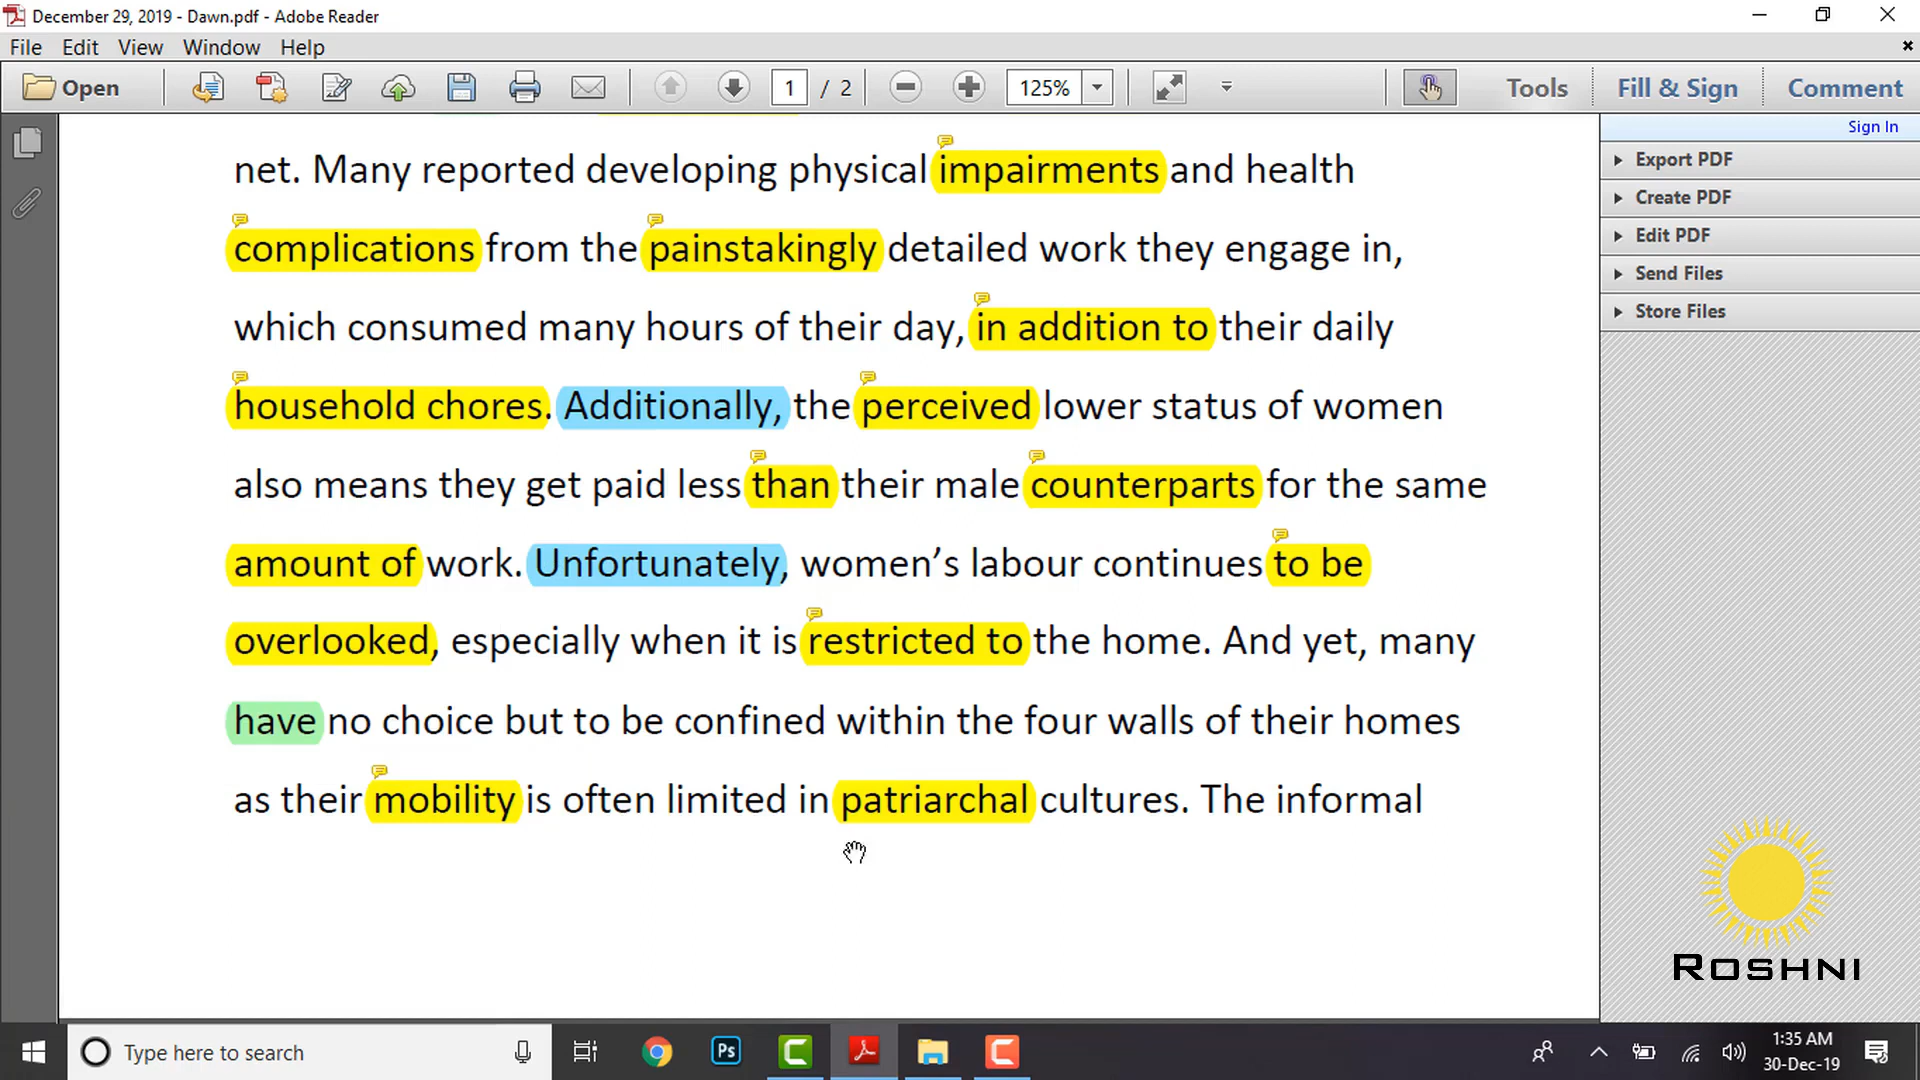 December 29, 2019 - Dawn.pdf - Adobe Reader
File Edit View Window Help
Open 1 / 2 125% Tools Fill & Sign Comment
Sign In
Export PDF
Create PDF
Edit PDF
Send Files
Store Files
net. Many reported developing physical impairments and health
complications from the painstakingly detailed work they engage in,
which consumed many hours of their day, in addition to their daily
household chores. Additionally, the perceived lower status of women
also means they get paid less than their male counterparts for the same
amount of work. Unfortunately, women’s labour continues to be
overlooked, especially when it is restricted to the home. And yet, many
have no choice but to be confined within the four walls of their homes
as their mobility is often limited in patriarchal cultures. The informal
ROSHNI
Type here to search
Ps
1:35 AM
30-Dec-19